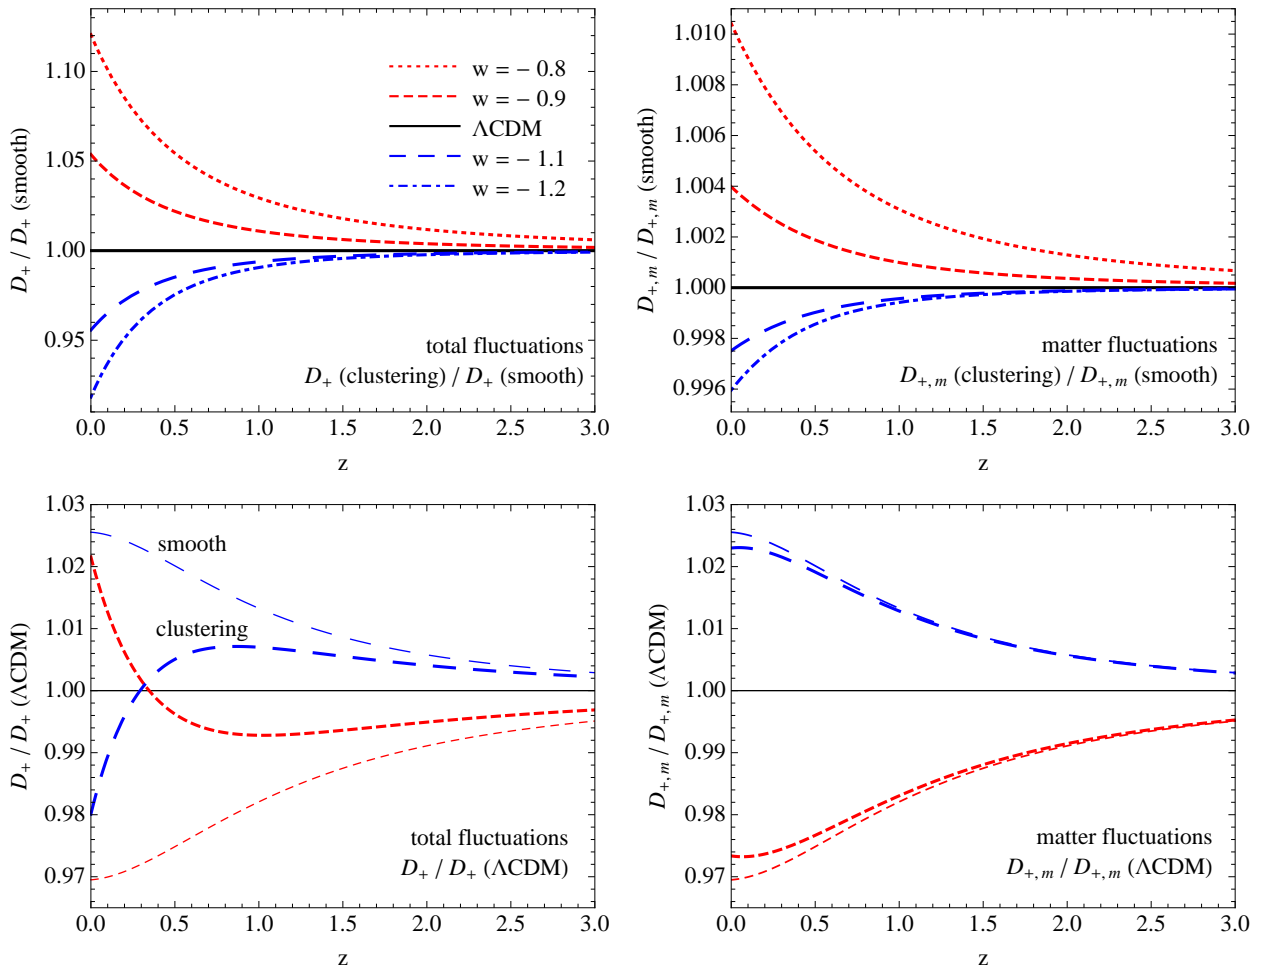 D₊ / D₊ (smooth)
1.10
1.05
1.00
0.95
w = − 0.8
w = − 0.9
ΛCDM
w = − 1.1
w = − 1.2
total fluctuations
D₊ (clustering) / D₊ (smooth)
0.0 0.5 1.0 1.5 2.0 2.5 3.0
z
D₊,m / D₊,m (smooth)
1.010
1.008
1.006
1.004
1.002
1.000
0.998
0.996
matter fluctuations
D₊,m (clustering) / D₊,m (smooth)
0.0 0.5 1.0 1.5 2.0 2.5 3.0
z
D₊ / D₊ (ΛCDM)
1.03
1.02
1.01
1.00
0.99
0.98
0.97
smooth
clustering
total fluctuations
D₊ / D₊ (ΛCDM)
0.0 0.5 1.0 1.5 2.0 2.5 3.0
z
D₊,m / D₊,m (ΛCDM)
1.03
1.02
1.01
1.00
0.99
0.98
0.97
matter fluctuations
D₊,m / D₊,m (ΛCDM)
0.0 0.5 1.0 1.5 2.0 2.5 3.0
z